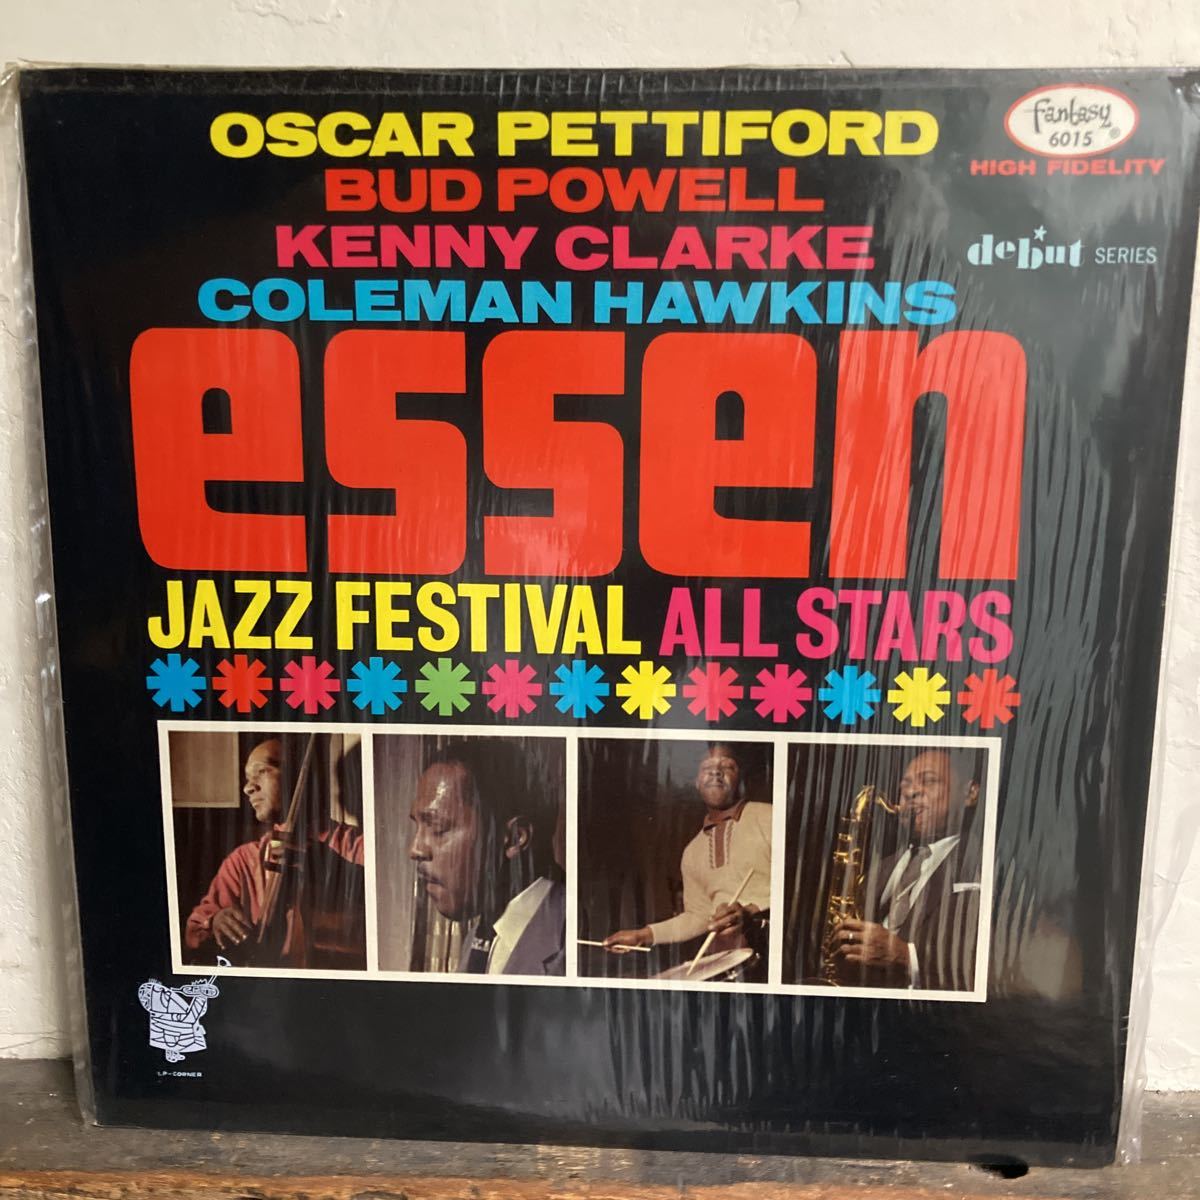 OSCAR PETTIFORD
BUD POWELL
KENNY CLARKE
COLEMAN HAWKINS
essen
JAZZ FESTIVAL ALL STARS
fantasy
6015
®
HIGH FIDELITY
debut SERIES
LP-CORNER